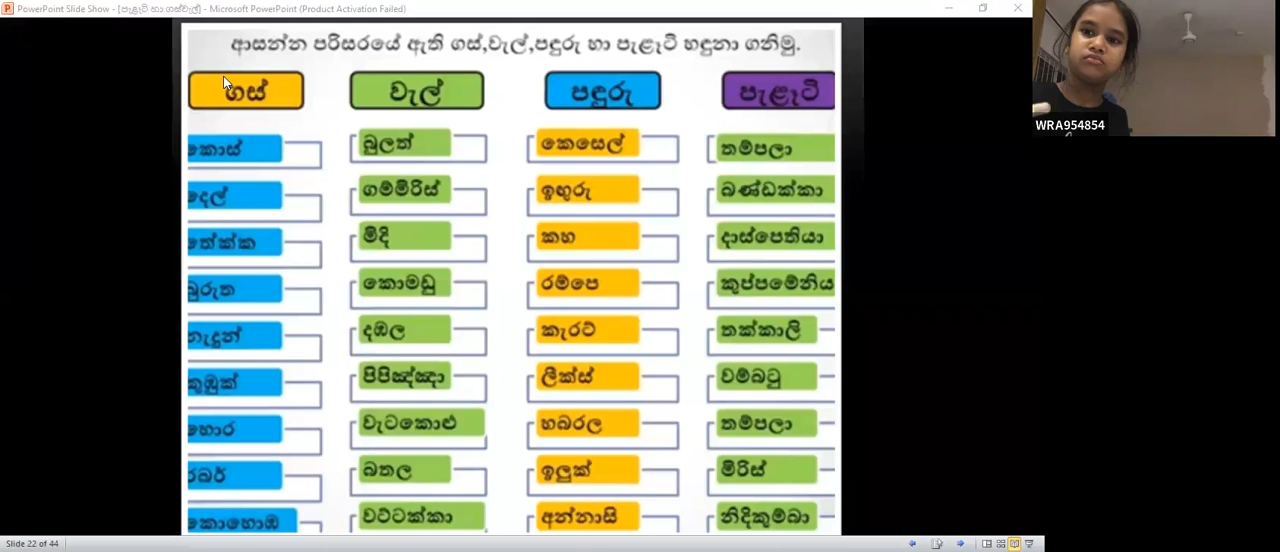 PowerPoint Slide Show - [පැළෑටි හා ගස්වැල්] - Microsoft PowerPoint (Product Activation Failed)
ආසන්න පරිසරයේ ඇති ගස්,වැල්,පඳුරු හා පැළෑටි හඳුනා ගනිමු.
ගස් වැල් පඳුරු පැළෑටි
කොස් බුලත් කෙසෙල් තම්පලා
දෙල් ගම්මිරිස් ඉඟුරු බණ්ඩක්කා
තේක්ක මිදි කහ දාස්පෙතියා
බුරුත කොමඩු රම්පෙ කුප්පමේනිය
නැදුන් දඹල කැරට් තක්කාලි
කුඹුක් පිපිඤ්ඤා ලීක්ස් වම්බටු
හොර වැටකොළු හබරල තම්පලා
රබර් බතල ඉලුක් මිරිස්
කොහොඹ වට්ටක්කා අන්නාසි නිදිකුම්බා
WRA954854
Slide 22 of 44